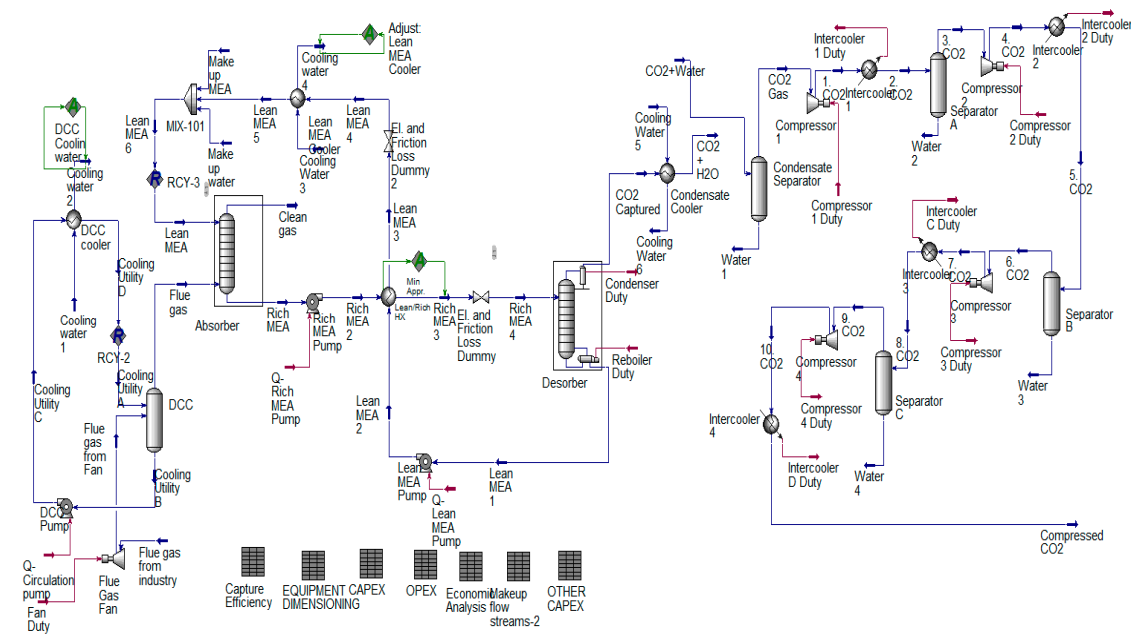 Adjust:
Lean
MEA
Cooler
Cooling
water
4
Make
up
MEA
MIX-101
Make
up
water
Lean
MEA
6
Lean
MEA
5
Lean
MEA
Cooler
Cooling
Water
3
Lean
MEA
4
El. and
Friction
Loss
Dummy
2
A
A
DCC
Coolin
water
Cooling
water
2
R
RCY-3
Lean
MEA
Clean
gas
Lean
MEA
3
DCC
cooler
Cooling
Utility
D
Cooling
water
1
R
RCY-2
Cooling
Utility
A
Flue
gas
Absorber
Rich
MEA
Rich
MEA
Pump
Rich
MEA
2
A
Min
Appr.
Lean/Rich
HX
Rich
MEA
3
El. and
Friction
Loss
Dummy
Rich
MEA
4
Q-
Rich
MEA
Pump
Desorber
Condenser
Duty
Reboiler
Duty
Lean
MEA
2
Lean
MEA
Pump
Lean
MEA
1
Q-
Lean
MEA
Pump
Cooling
Utility
C
DCC
Flue
gas
from
Fan
Cooling
Utility
B
DCC
Pump
Q-
Circulation
pump
Fan
Duty
Flue
Gas
Fan
Flue gas
from
industry
Capture
Efficiency
EQUIPMENT
DIMENSIONING
CAPEX
OPEX
Economic
Analysis
Makeup
flow
streams-2
OTHER
CAPEX
CO2+Water
Cooling
Water
5
CO2
+
H2O
CO2
Captured
Condensate
Cooler
Cooling
Water
6
Condensate
Separator
Water
1
CO2
Gas
Compressor
1
1.
CO2
Intercooler
1
Intercooler
1 Duty
Compressor
1 Duty
2.
CO2
Separator
A
Water
2
3.
CO2
Compressor
2
4.
CO2
Intercooler
2
Intercooler
2 Duty
Compressor
2 Duty
5.
CO2
Separator
B
Water
3
6.
CO2
Compressor
3
7.
CO2
Intercooler
3
Intercooler
C Duty
Compressor
3 Duty
8.
CO2
Separator
C
Water
4
9.
CO2
Compressor
4
Compressor
4 Duty
10.
CO2
Intercooler
4
Intercooler
D Duty
Compressed
CO2